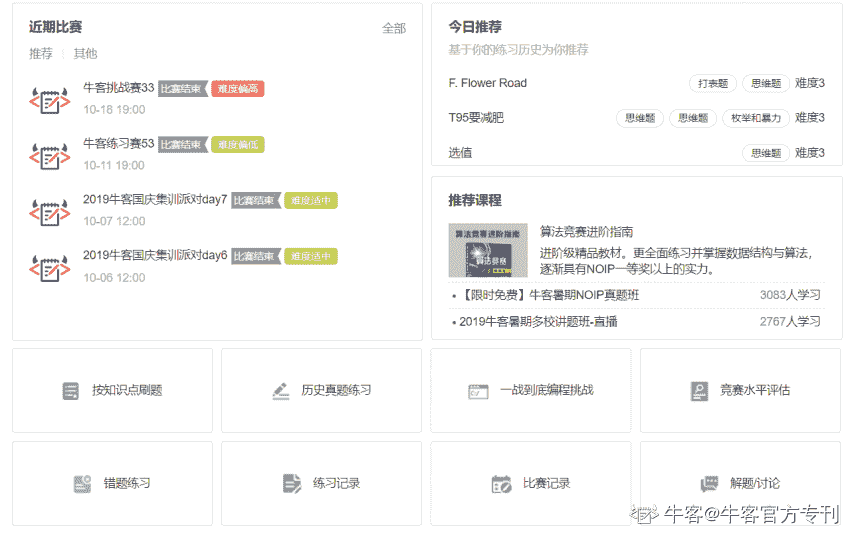 近期比赛 全部
推荐 其他
牛客挑战赛33 比赛结束 难度偏高
10-18 19:00
牛客练习赛53 比赛结束 难度偏低
10-11 19:00
2019牛客国庆集训派对day7 比赛结束 难度适中
10-07 12:00
2019牛客国庆集训派对day6 比赛结束 难度适中
10-06 12:00
今日推荐
基于你的练习历史为你推荐
F. Flower Road 打表题 思维题 难度3
T95要减肥 思维题 思维题 枚举和暴力 难度3
选值 思维题 难度3
推荐课程
算法竞赛进阶指南
算法竞赛
算法竞赛进阶指南
进阶级精品教材。更全面练习并掌握数据结构与算法，
逐渐具有NOIP一等奖以上的实力。
•【限时免费】牛客暑期NOIP真题班 3083人学习
• 2019牛客暑期多校讲题班-直播 2767人学习
按知识点刷题 历史真题练习 一战到底编程挑战 竞赛水平评估
错题练习 练习记录 比赛记录 解题/讨论
牛客@牛客官方专刊